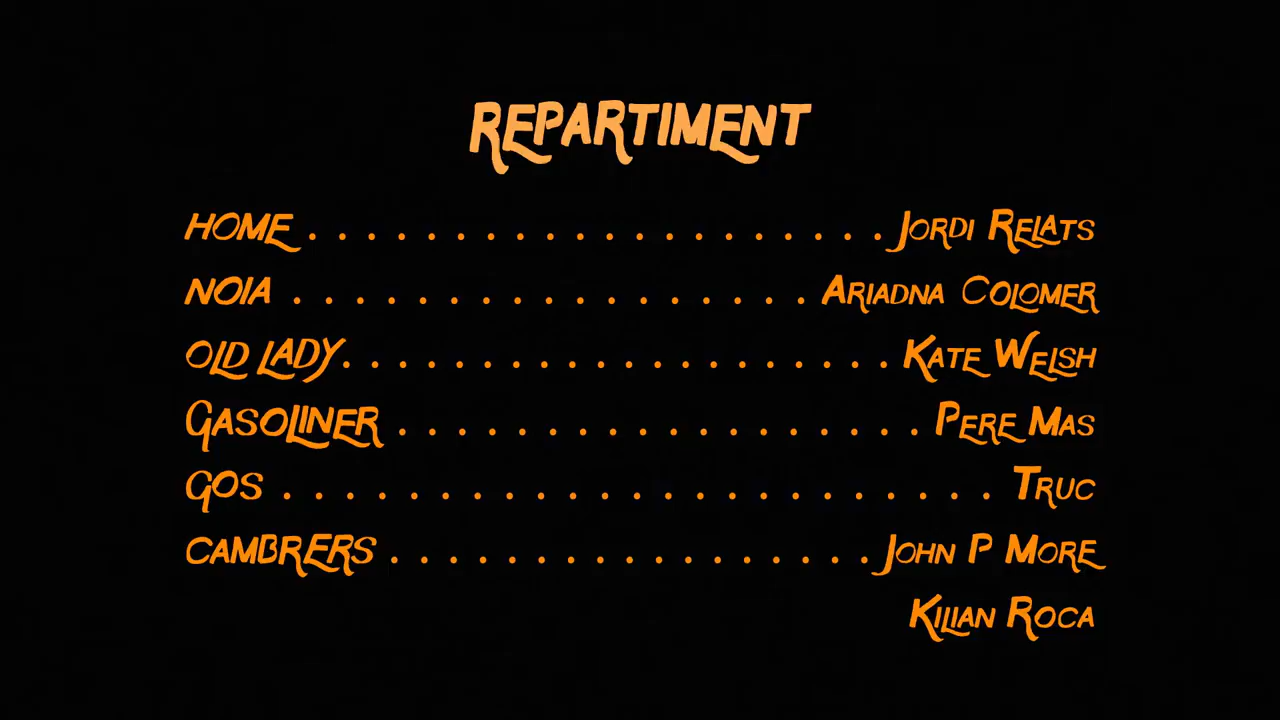 REPARTIMENT
HOME . . . . . . . . . . . . . . . . . . . . JORDI RELATS
NOIA . . . . . . . . . . . . . . . . . . ARIADNA COLOMER
OLD LADY. . . . . . . . . . . . . . . . . . . KATE WELSH
GASOLINER . . . . . . . . . . . . . . . . . . PERE MAS
GOS . . . . . . . . . . . . . . . . . . . . . . . TRUC
CAMBRERS . . . . . . . . . . . . . . . . . JOHN P MORE
KILIAN ROCA